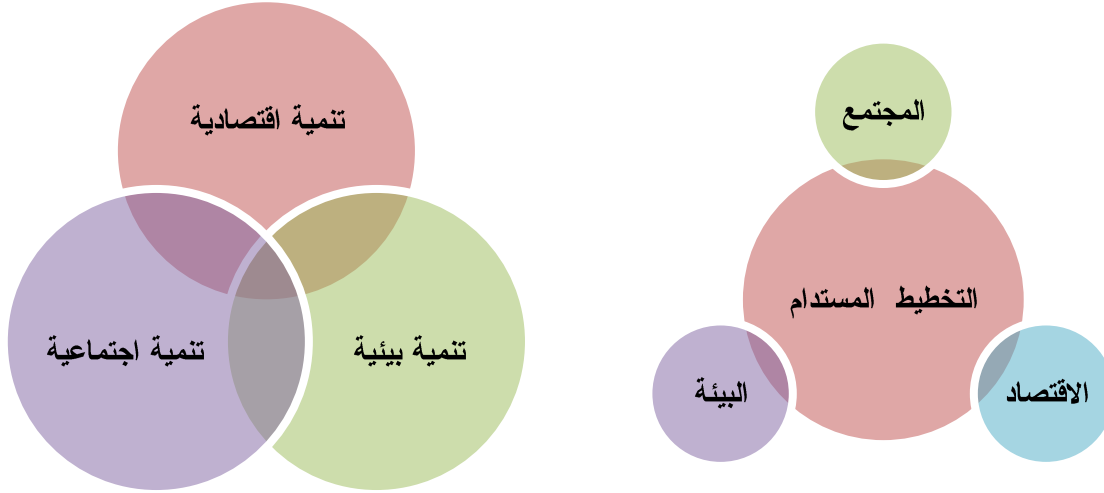 المجتمع
التخطيط المستدام
الاقتصاد
البيئة
تنمية اقتصادية
تنمية بيئية
تنمية اجتماعية